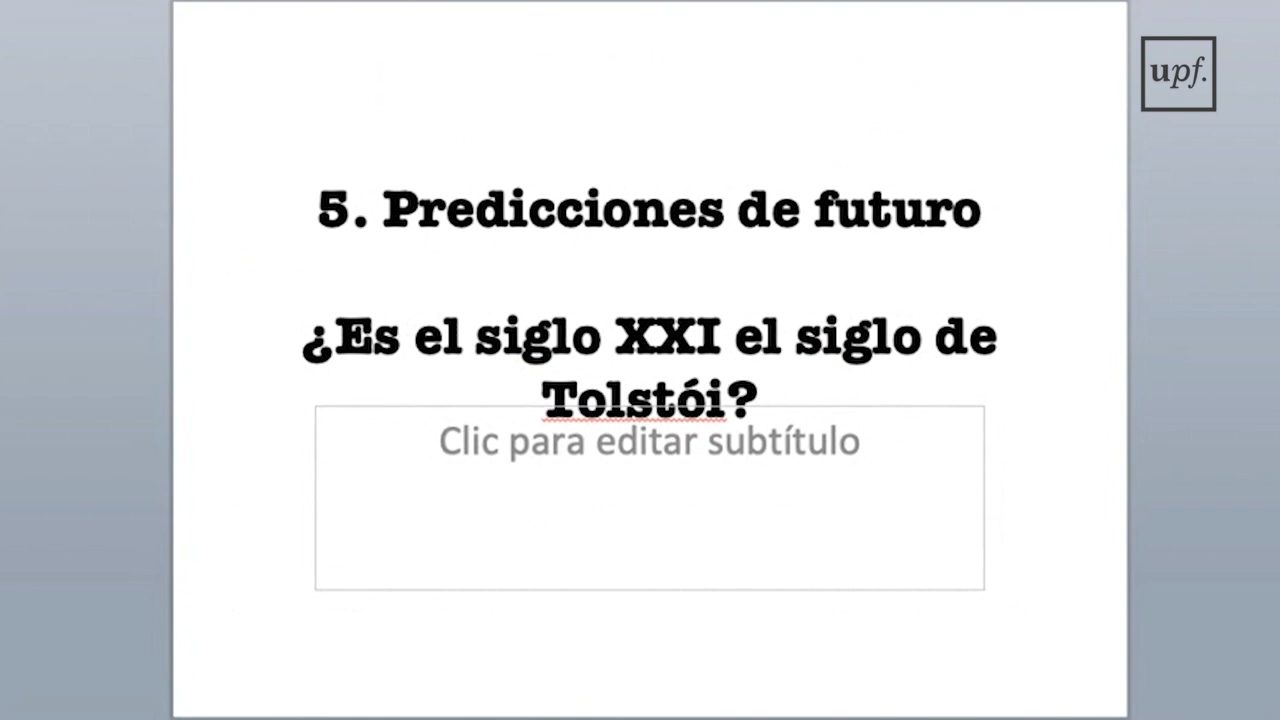 upf.
5. Predicciones de futuro
¿Es el siglo XXI el siglo de
Tolstói?
Clic para editar subtítulo